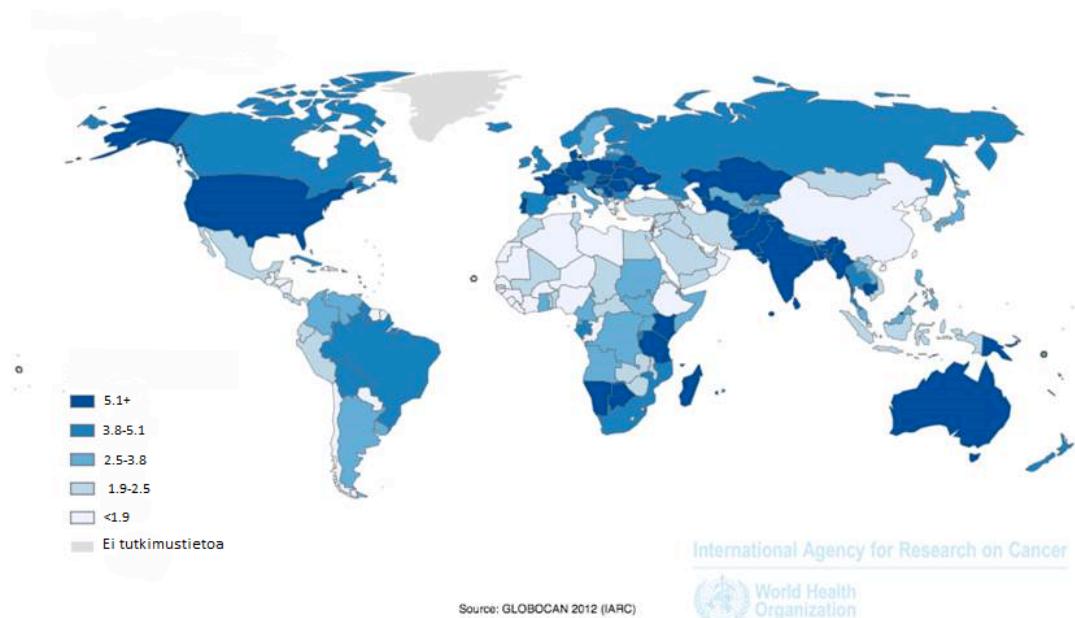 5.1+
3.8-5.1
2.5-3.8
1.9-2.5
<1.9
Ei tutkimustietoa
International Agency for Research on Cancer
World Health
Organization
Source: GLOBOCAN 2012 (IARC)